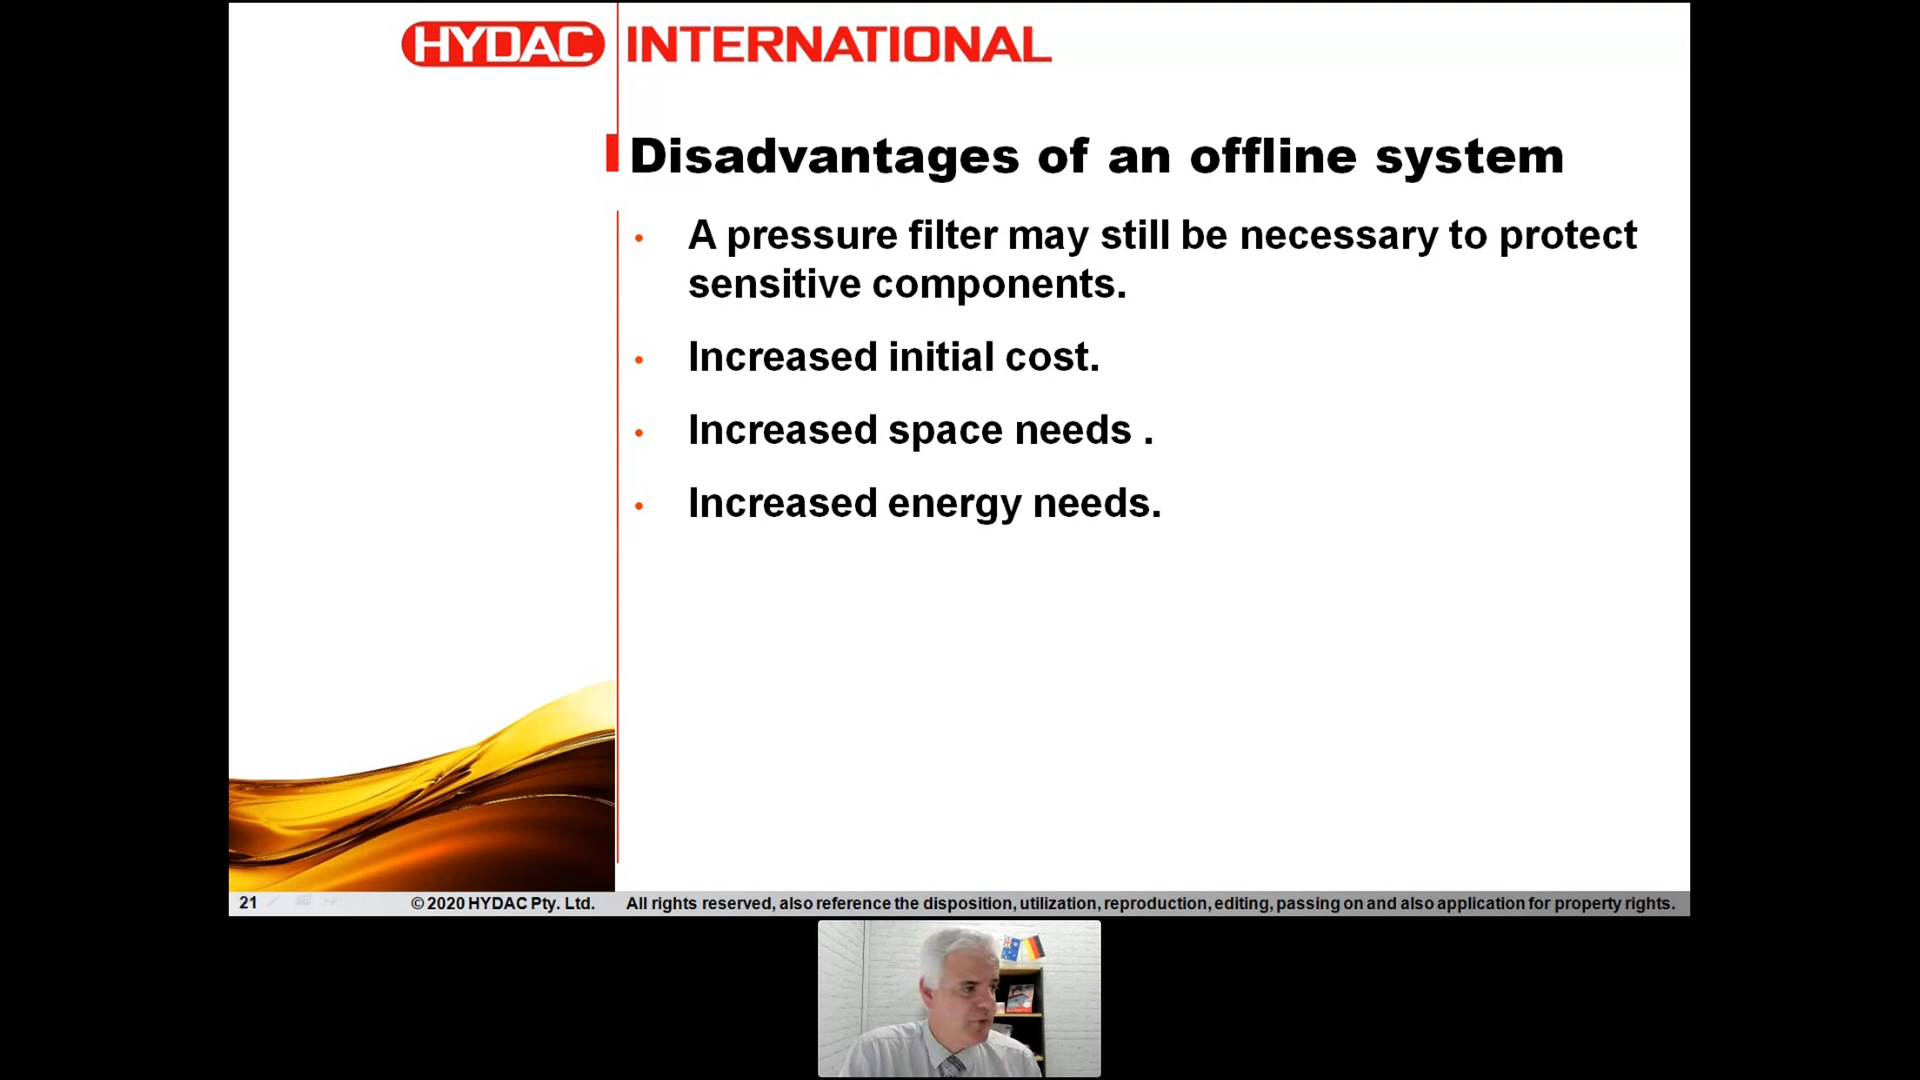 HYDAC INTERNATIONAL
Disadvantages of an offline system
• A pressure filter may still be necessary to protect
sensitive components.
• Increased initial cost.
• Increased space needs .
• Increased energy needs.
21 © 2020 HYDAC Pty. Ltd. All rights reserved, also reference the disposition, utilization, reproduction, editing, passing on and also application for property rights.